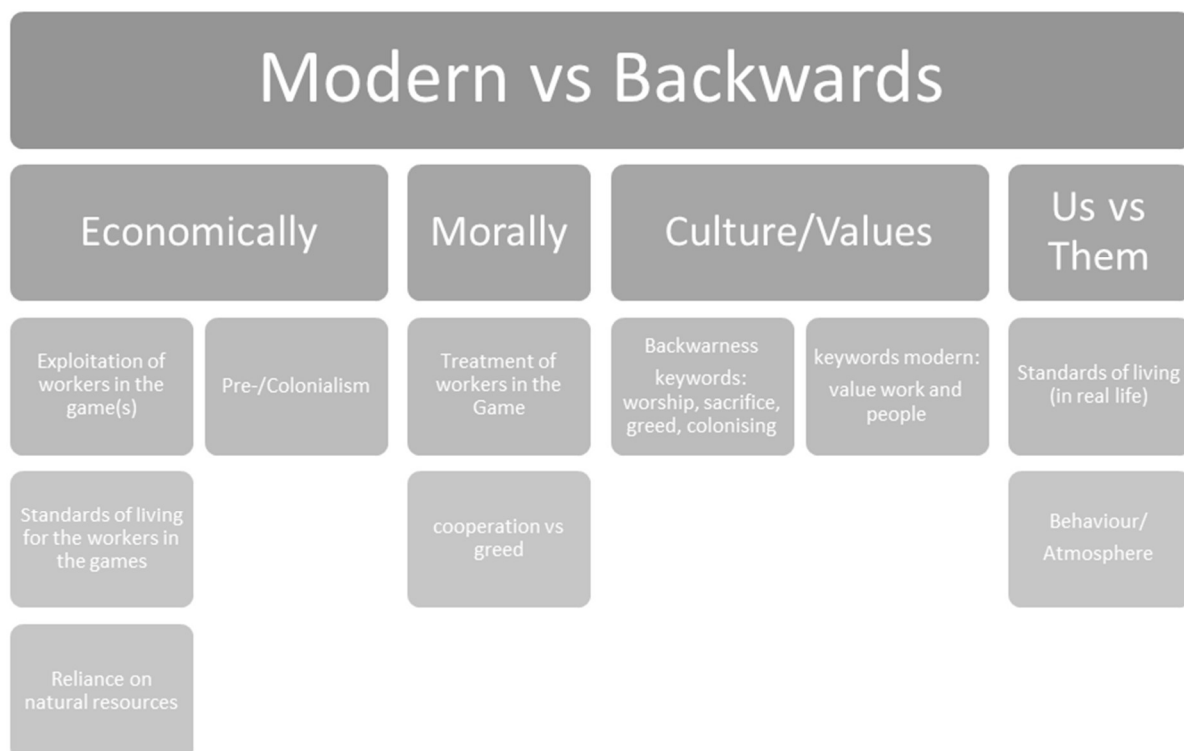 Modern vs Backwards
Economically
Morally
Culture/Values
Us vs
Them
Exploitation of
workers in the
game(s)
Pre-/Colonialism
Treatment of
workers in the
Game
Backwarness
keywords:
worship, sacrifice,
greed, colonising
keywords modern:
value work and
people
Standards of living
(in real life)
Standards of living
for the workers in
the games
cooperation vs
greed
Behaviour/
Atmosphere
Reliance on
natural resources